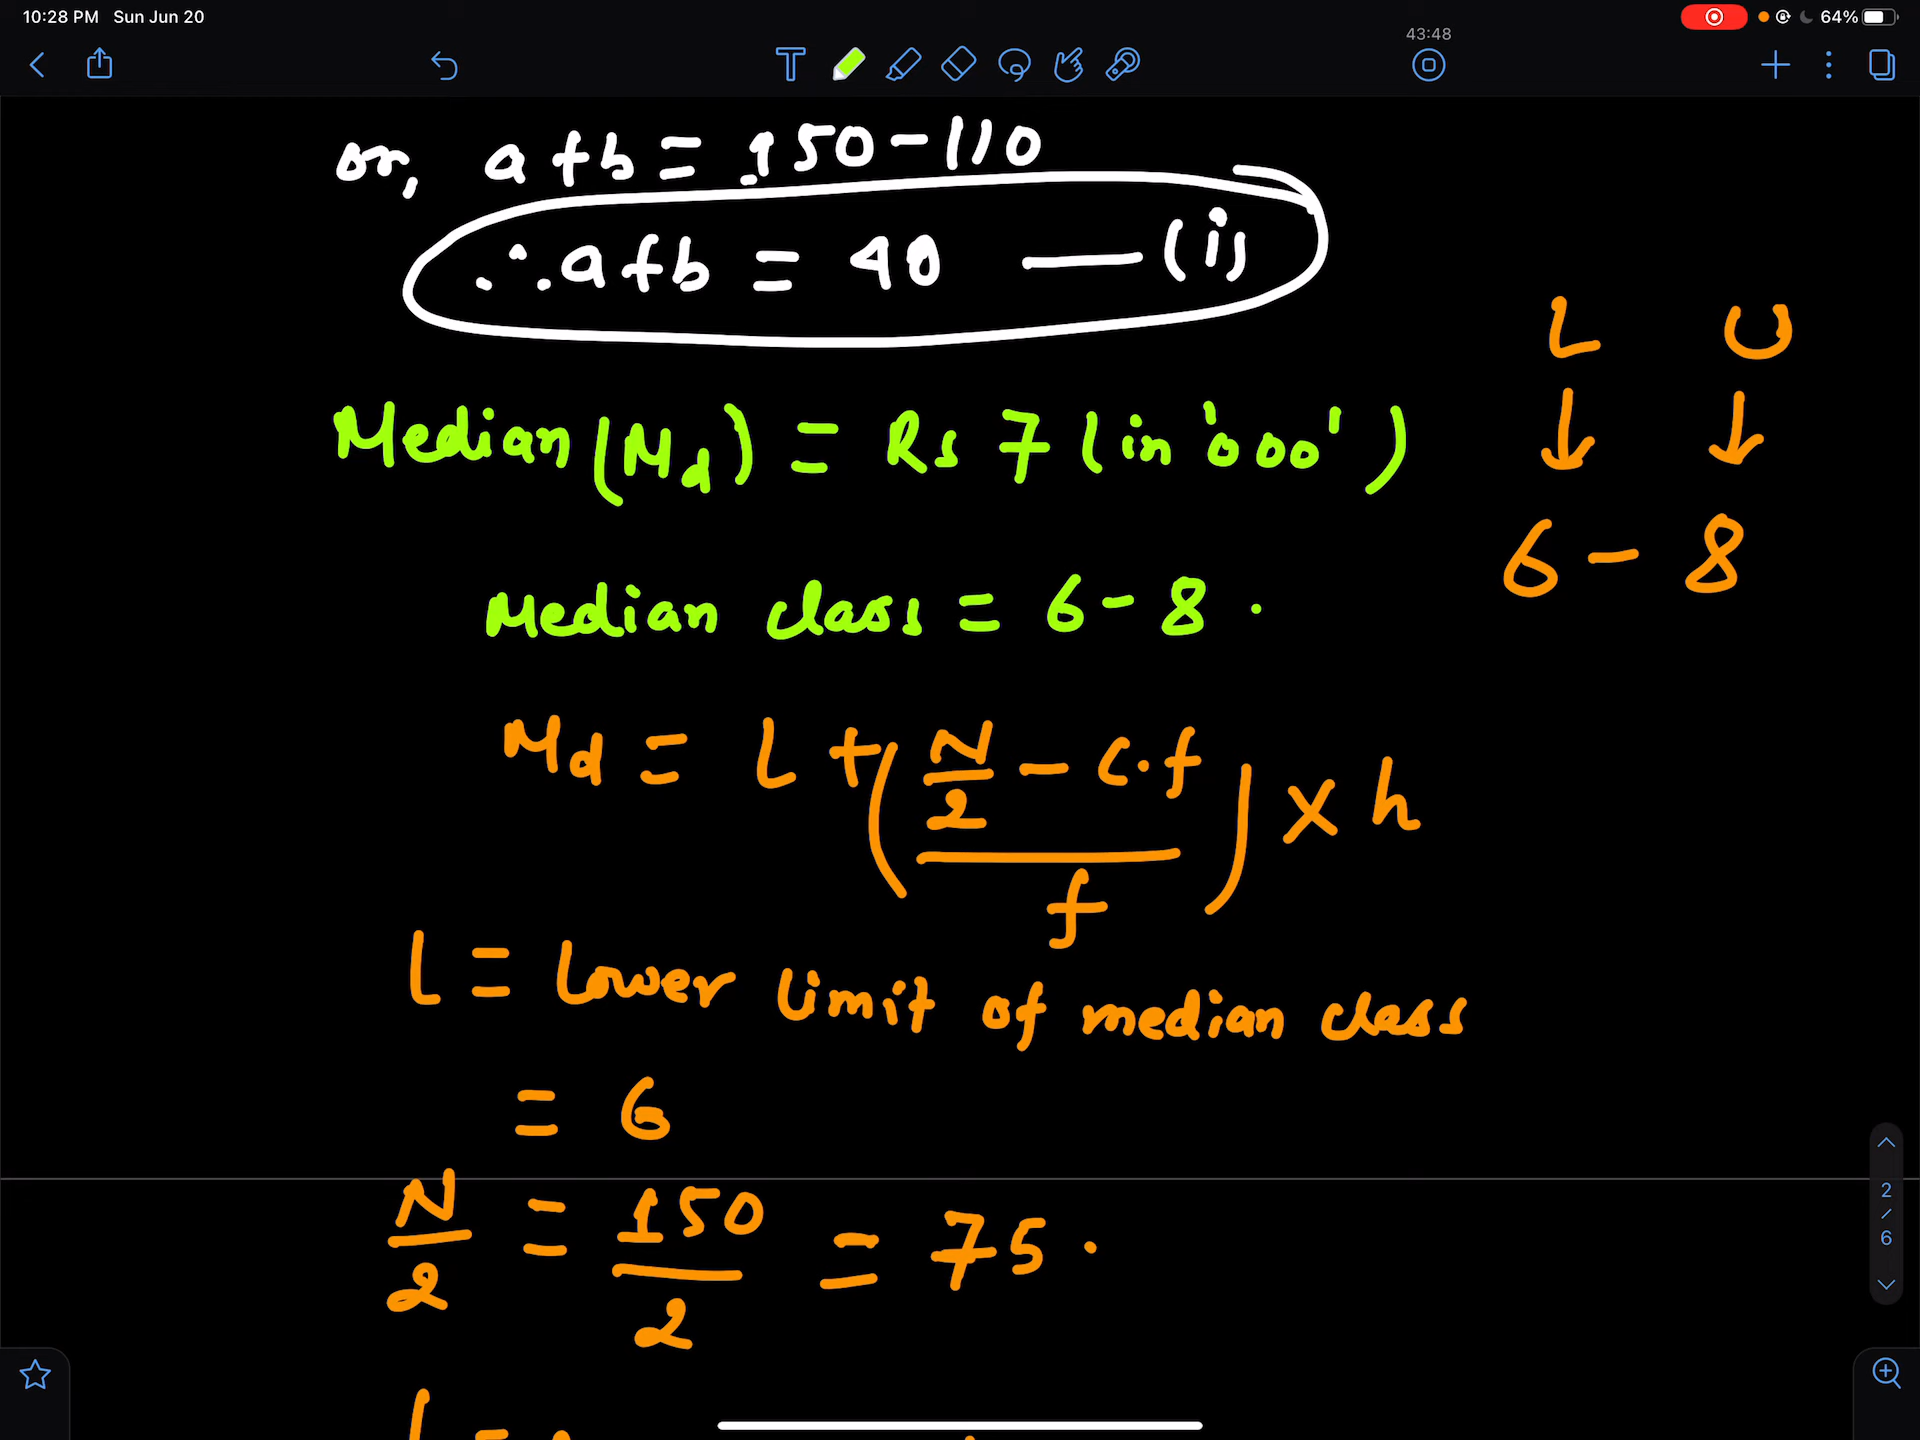 10:28 PM Sun Jun 20
64%
43:48
or, a+b = 150-110
∴ a+b = 40 — (i)
L U
Median (Md) = Rs 7 (in '000')
6 - 8
Median class = 6-8.
Md = L + ( (N/2 - c.f) / f ) × h
L = Lower limit of median class
= 6
N/2 = 150/2 = 75.
2
/
6